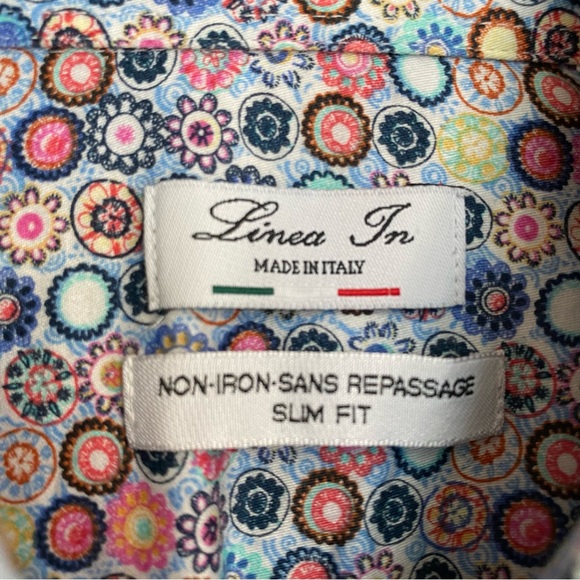 Linea In
MADE IN ITALY
NON-IRON-SANS REPASSAGE
SLIM FIT